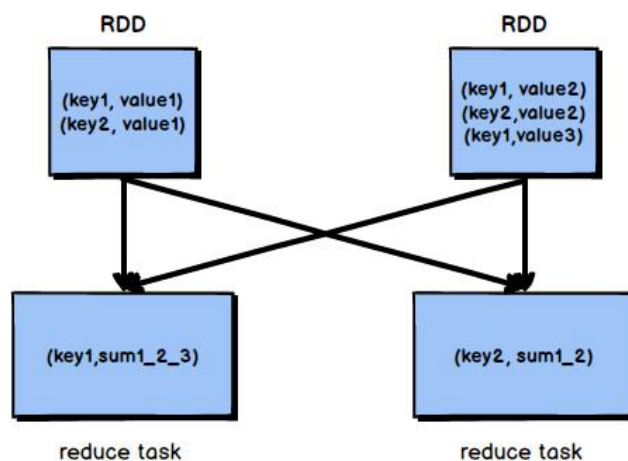 RDD
RDD
(key1, value1)
(key2, value1)
(key1, value2)
(key2,value2)
(key1,value3)
(key1,sum1_2_3)
(key2, sum1_2)
reduce task
reduce task